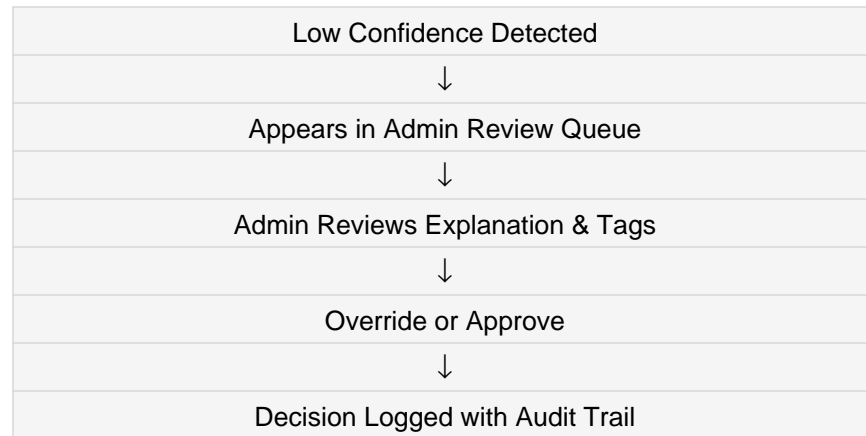 Low Confidence Detected
↓
Appears in Admin Review Queue
↓
Admin Reviews Explanation & Tags
↓
Override or Approve
↓
Decision Logged with Audit Trail